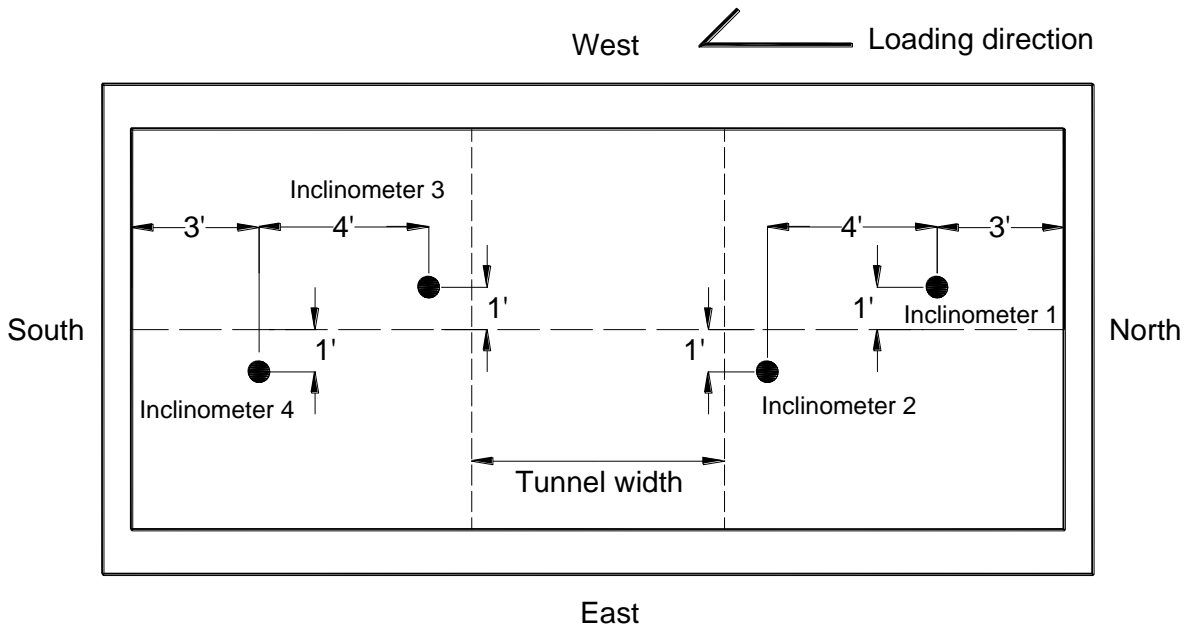 West
Loading direction
Inclinometer 3
3'
4'
4'
3'
1'
1'
Inclinometer 1
South
North
1'
1'
Inclinometer 4
Inclinometer 2
Tunnel width
East